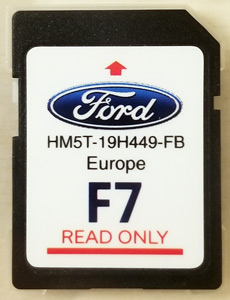 Ford
HM5T-19H449-FB
Europe
F7
READ ONLY